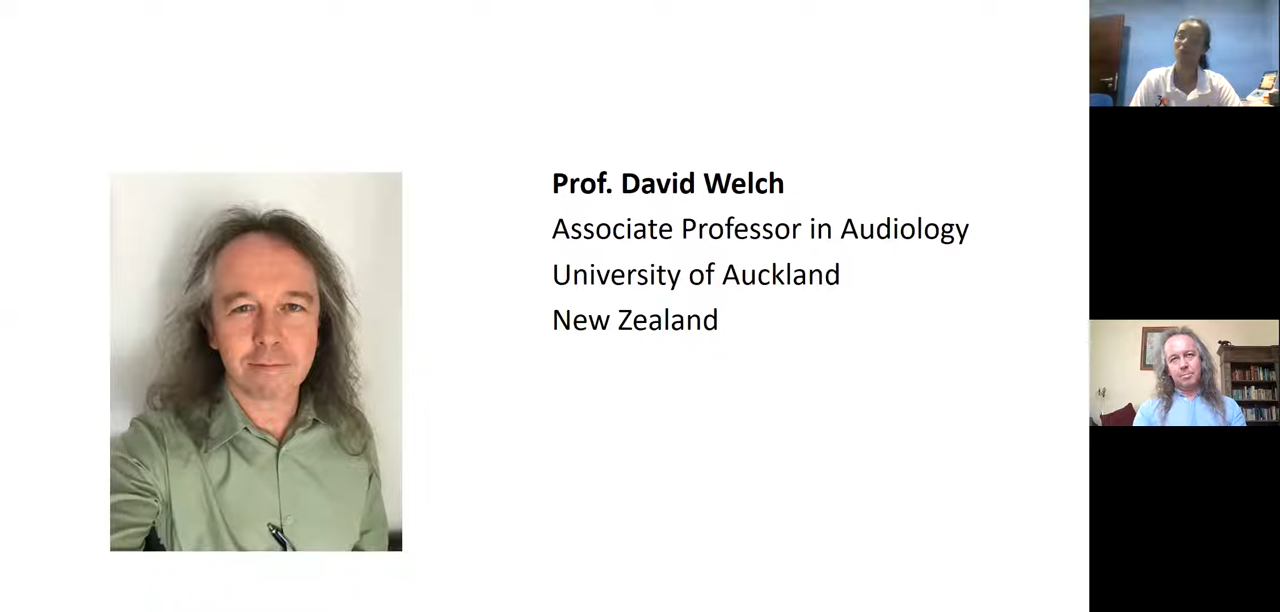 Prof. David Welch
Associate Professor in Audiology
University of Auckland
New Zealand